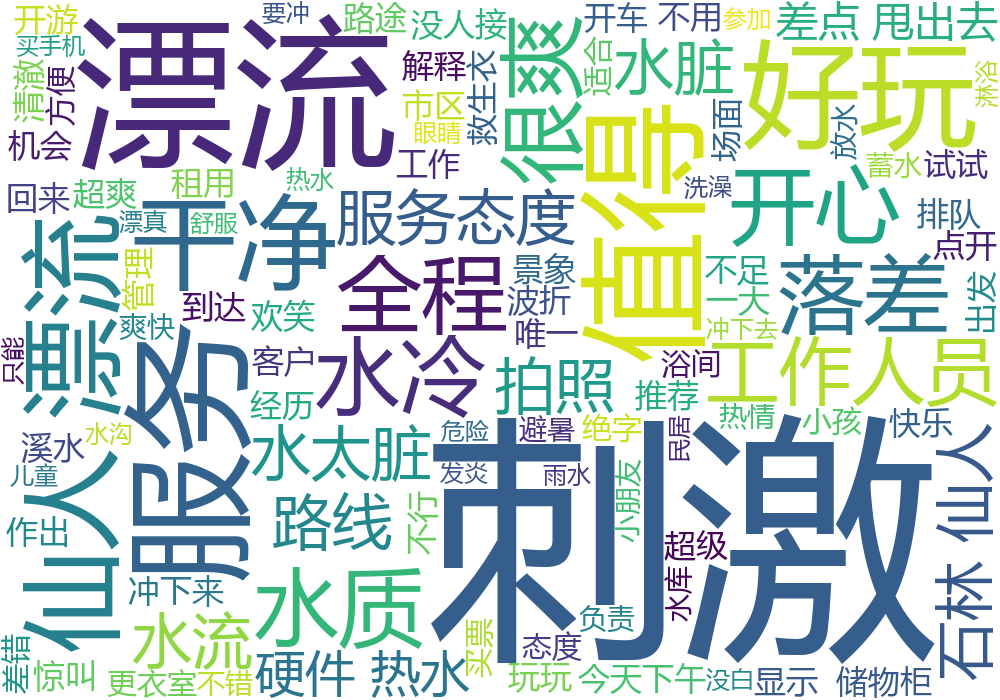 开游
要冲
路途
没人接
开车
不用
参加
差点
甩出去
买手机
漂流
很爽
清澈
方便
解释
救生衣
适合
水脏
好玩
淋浴
市区
眼睛
值得
场面
放水
机会
工作
蓄水
试试
回来
超爽
租用
热水
洗澡
开心
漂真
舒服
干净
服务态度
排队
点开
漂流
管理
全程
景象
不足
落差
出发
到达
欢笑
波折
一大
爽快
唯一
冲下去
只能
服务
客户
水冷
浴间
工作人员
经历
拍照
推荐
热情
小孩
快乐
溪水
水沟
水太脏
危险
避暑
绝字
民居
儿童
仙人
发炎
雨水
小朋友
刺激
石林 仙人
作出
路线
不行
超级
冲下来
水质
水库
水流
负责
差错
惊叫
更衣室
不错
硬件
热水
买票
态度
玩玩
今天下午
没白
显示
储物柜